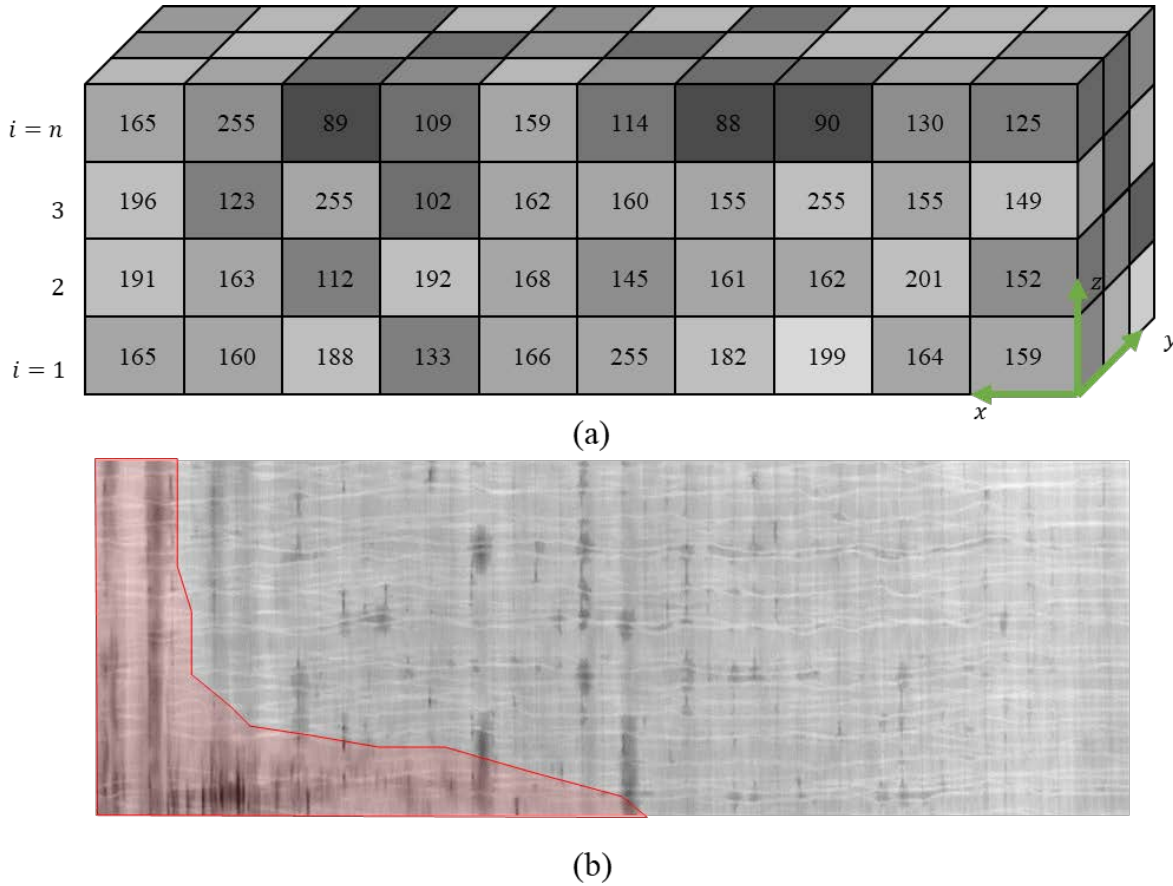 i = n 165 255 89 109 159 114 88 90 130 125
3 196 123 255 102 162 160 155 255 155 149
2 191 163 112 192 168 145 161 162 201 152
z
i = 1 165 160 188 133 166 255 182 199 164 159
y
x
(a)
(b)